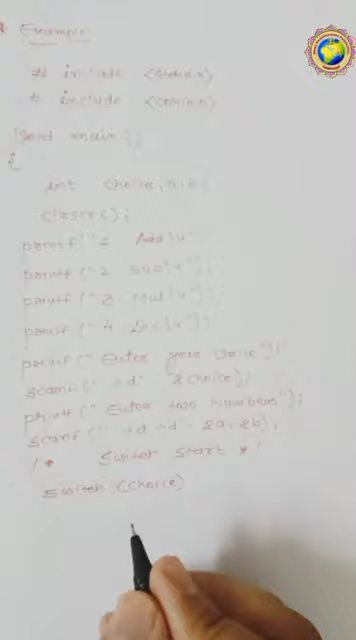 Example:
# include <stdio.h>
# include <conio.h>
void main()
{
int choice, a, b;
clrscr();
printf("1. Add \n"
printf("2. Sub \n");
printf("3. Mul \n");
printf("4. Div \n")
printf(" Enter your choice");
scanf("%d" &choice);
printf(" Enter two Numbers");
scanf(" %d %d", &a, &b);
/* Switch Start */
switch (choice)